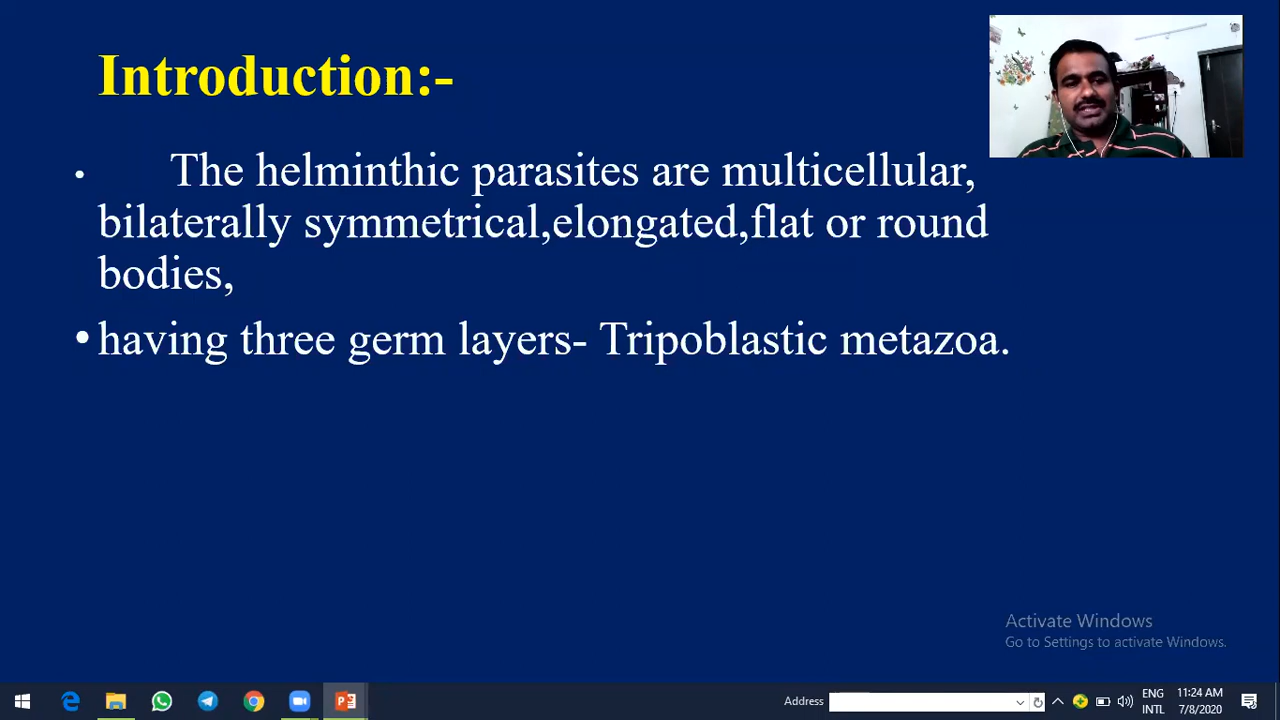 Introduction:-
• The helminthic parasites are multicellular,
bilaterally symmetrical,elongated,flat or round
bodies,
• having three germ layers- Tripoblastic metazoa.
Activate Windows
Go to Settings to activate Windows.
Address
ENG
INTL
11:24 AM
7/8/2020